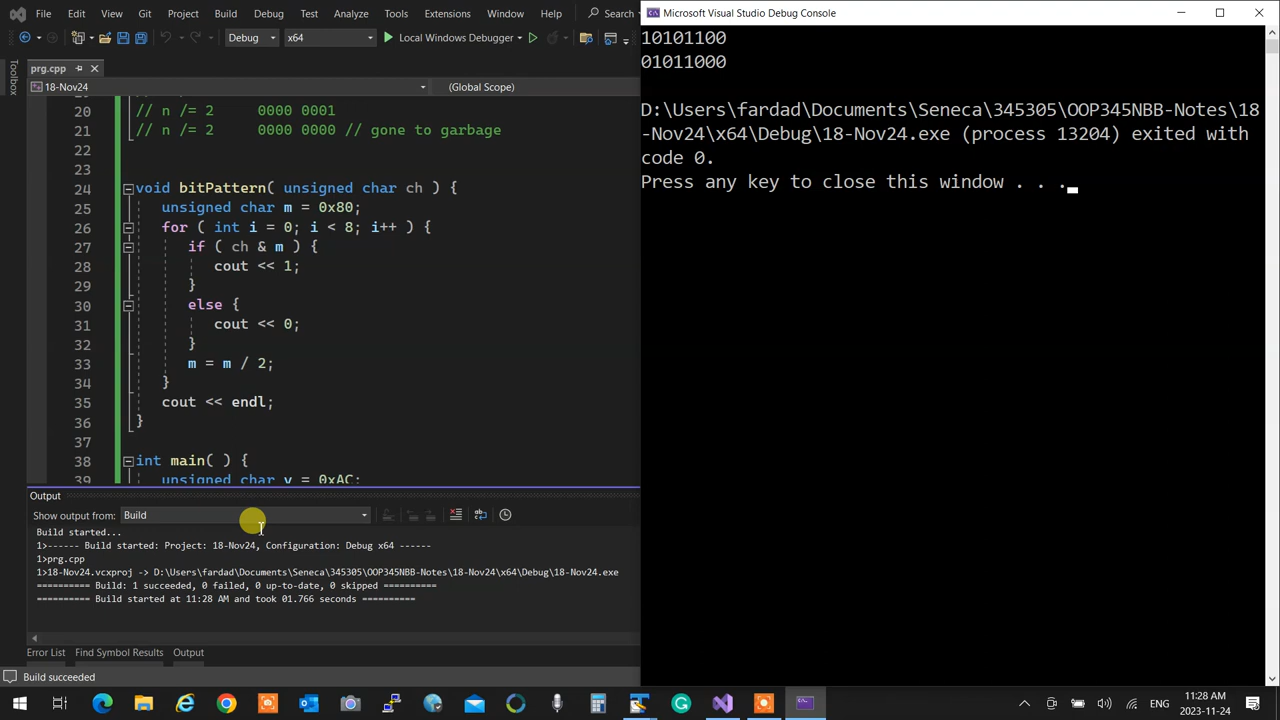 File Edit View Git Project Build Debug Test Analyze Tools Extensions Window Help Search
Debug x64 Local Windows Debugger
Toolbox
prg.cpp
18-Nov24 (Global Scope)
20 // n /= 2 0000 0001
21 // n /= 2 0000 0000 // gone to garbage
22
23
24 void bitPattern( unsigned char ch ) {
25 unsigned char m = 0x80;
26 for ( int i = 0; i < 8; i++ ) {
27 if ( ch & m ) {
28 cout << 1;
29 }
30 else {
31 cout << 0;
32 }
33 m = m / 2;
34 }
35 cout << endl;
36 }
37
38 int main( ) {
39 unsigned char v = 0xAC;
Output
Show output from: Build
Build started...
1>------ Build started: Project: 18-Nov24, Configuration: Debug x64 ------
1>prg.cpp
1>18-Nov24.vcxproj -> D:\Users\fardad\Documents\Seneca\345305\OOP345NBB-Notes\18-Nov24\x64\Debug\18-Nov24.exe
========== Build: 1 succeeded, 0 failed, 0 up-to-date, 0 skipped ==========
========== Build started at 11:28 AM and took 01.766 seconds ==========
Error List Find Symbol Results Output
Build succeeded
Microsoft Visual Studio Debug Console
10101100
01011000
D:\Users\fardad\Documents\Seneca\345305\OOP345NBB-Notes\18
-Nov24\x64\Debug\18-Nov24.exe (process 13204) exited with
code 0.
Press any key to close this window . . .
ENG
11:28 AM
2023-11-24